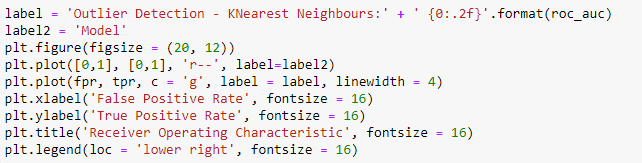 label = 'Outlier Detection - KNearest Neighbours:' + ' {0:.2f}'.format(roc_auc)
label2 = 'Model'
plt.figure(figsize = (20, 12))
plt.plot([0,1], [0,1], 'r--', label=label2)
plt.plot(fpr, tpr, c = 'g', label = label, linewidth = 4)
plt.xlabel('False Positive Rate', fontsize = 16)
plt.ylabel('True Positive Rate', fontsize = 16)
plt.title('Receiver Operating Characteristic', fontsize = 16)
plt.legend(loc = 'lower right', fontsize = 16)